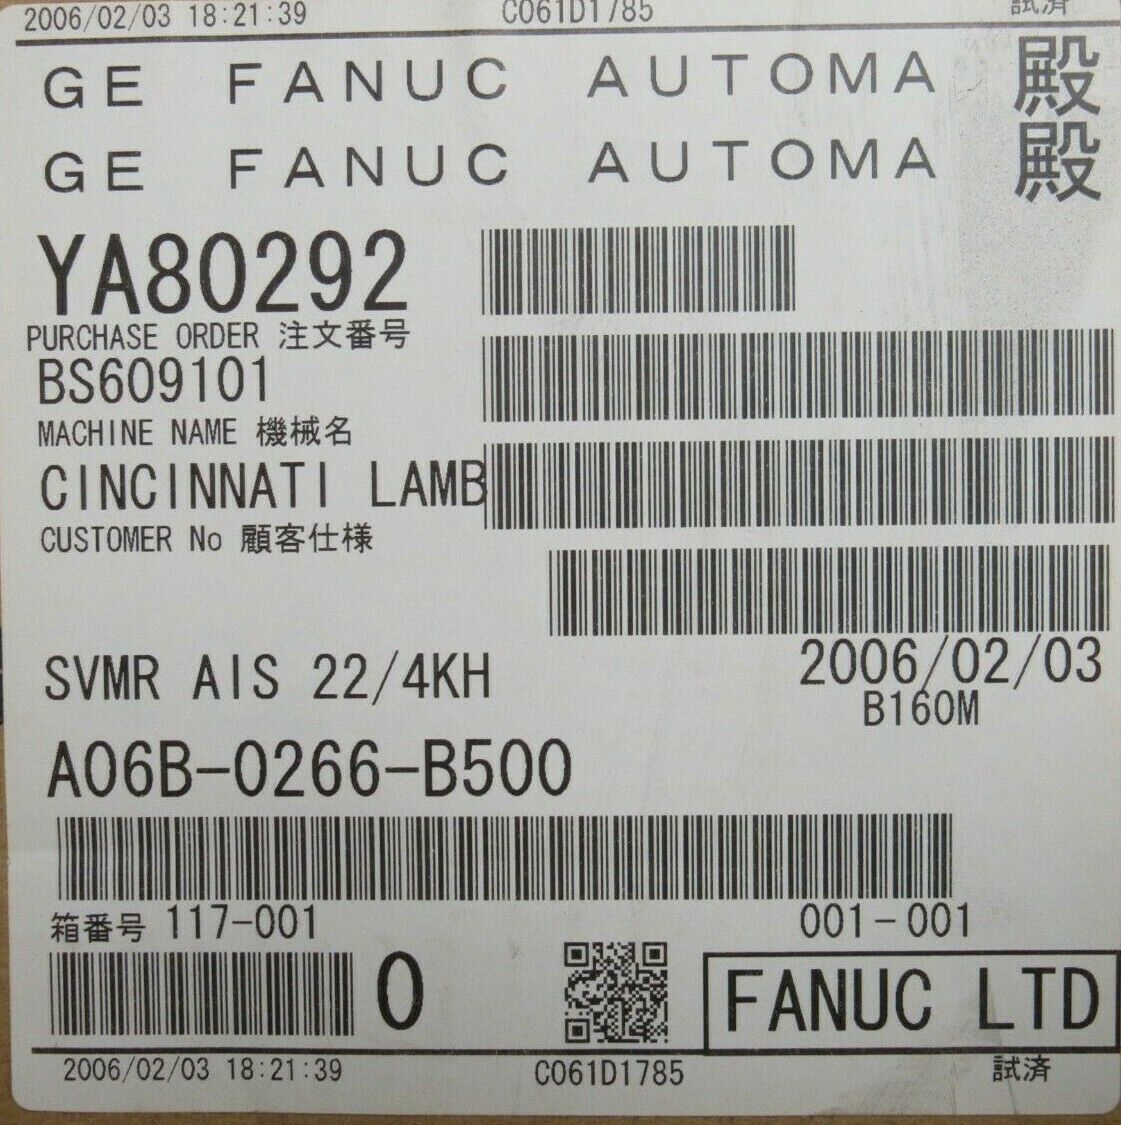 2006/02/03 18:21:39 C061D1785 試済
GE FANUC AUTOMA 殿
GE FANUC AUTOMA 殿
YA80292
PURCHASE ORDER 注文番号
BS609101
MACHINE NAME 機械名
CINCINNATI LAMB
CUSTOMER No 顧客仕様
SVMR AIS 22/4KH 2006/02/03
B160M
A06B-0266-B500
箱番号 117-001 001-001
0 FANUC LTD
2006/02/03 18:21:39 C061D1785 試済